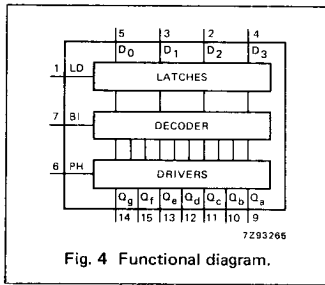 5 3 2 4
D0 D1 D2 D3
1 LD
LATCHES
7 BI
DECODER
6 PH
DRIVERS
Qg Qf Qe Qd Qc Qb Qa
14 15 13 12 11 10 9
7Z93265
Fig. 4 Functional diagram.